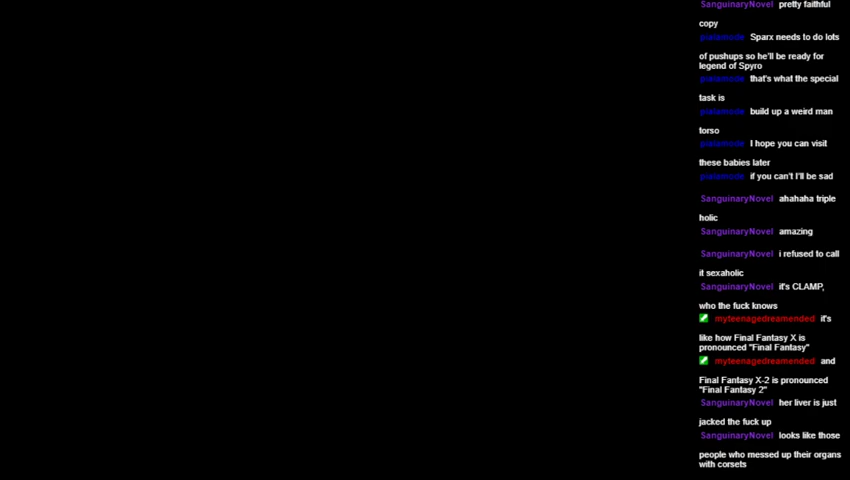 SanguinaryNovel pretty faithful
copy
pialamode Sparx needs to do lots
of pushups so he'll be ready for
legend of Spyro
pialamode that's what the special
task is
pialamode build up a weird man
torso
pialamode I hope you can visit
these babies later
pialamode if you can't I'll be sad
SanguinaryNovel ahahaha triple
holic
SanguinaryNovel amazing
SanguinaryNovel i refused to call
it sexaholic
SanguinaryNovel it's CLAMP,
who the fuck knows
myteenagedreamended it's
like how Final Fantasy X is
pronounced "Final Fantasy"
myteenagedreamended and
Final Fantasy X-2 is pronounced
"Final Fantasy 2"
SanguinaryNovel her liver is just
jacked the fuck up
SanguinaryNovel looks like those
people who messed up their organs
with corsets